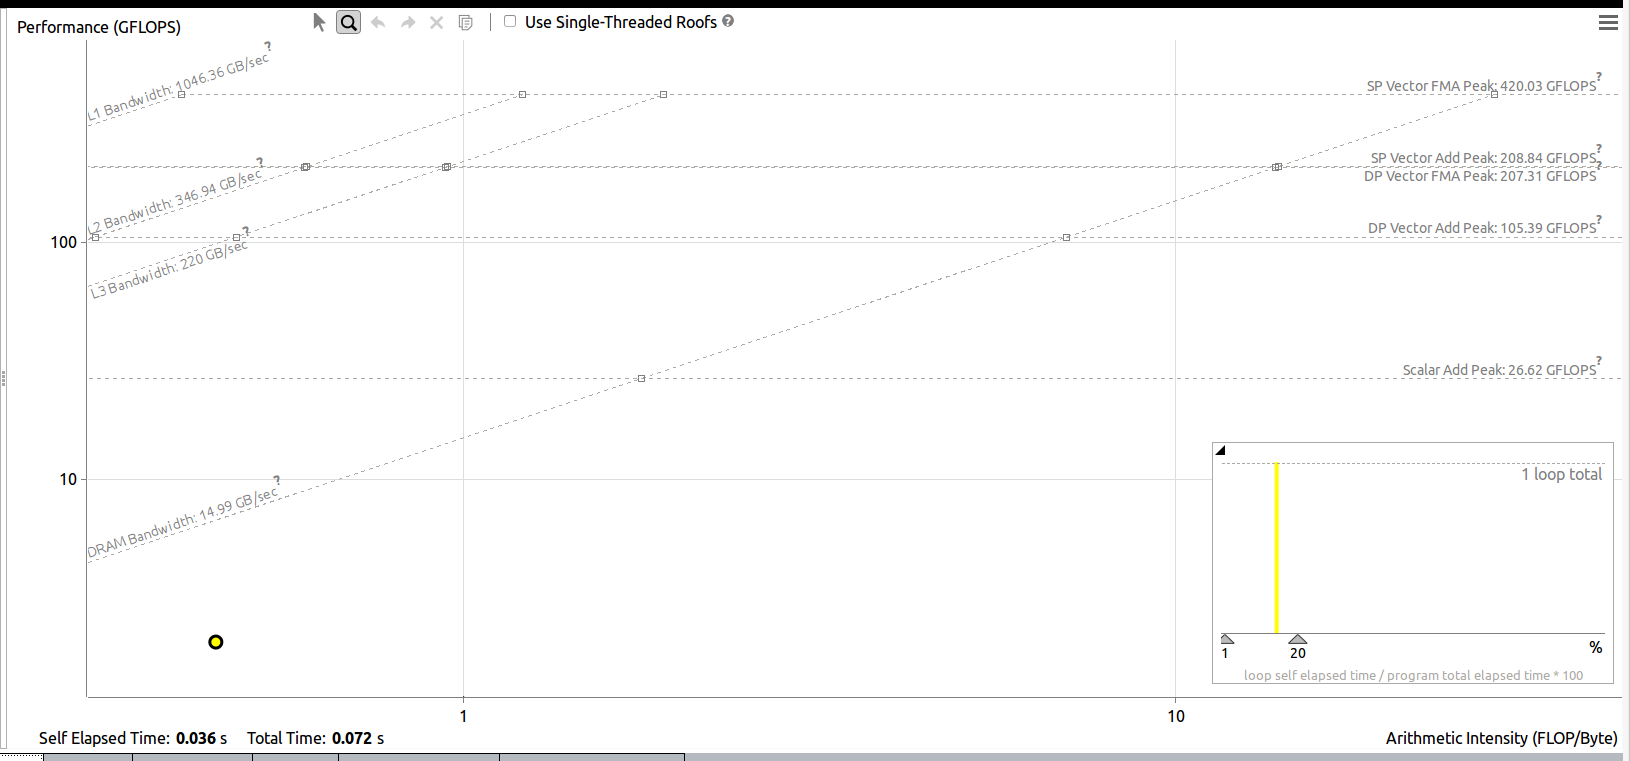 Performance (GFLOPS)
Use Single-Threaded Roofs ?
L1 Bandwidth: 1046.36 GB/sec ?
SP Vector FMA Peak: 420.03 GFLOPS ?
L2 Bandwidth: 346.94 GB/sec ?
SP Vector Add Peak: 208.84 GFLOPS ?
DP Vector FMA Peak: 207.31 GFLOPS ?
L3 Bandwidth: 220 GB/sec ?
DP Vector Add Peak: 105.39 GFLOPS ?
100
Scalar Add Peak: 26.62 GFLOPS ?
10
DRAM Bandwidth: 14.99 GB/sec ?
1 loop total
1
20
%
loop self elapsed time / program total elapsed time * 100
1
10
Self Elapsed Time: 0.036 s Total Time: 0.072 s
Arithmetic Intensity (FLOP/Byte)